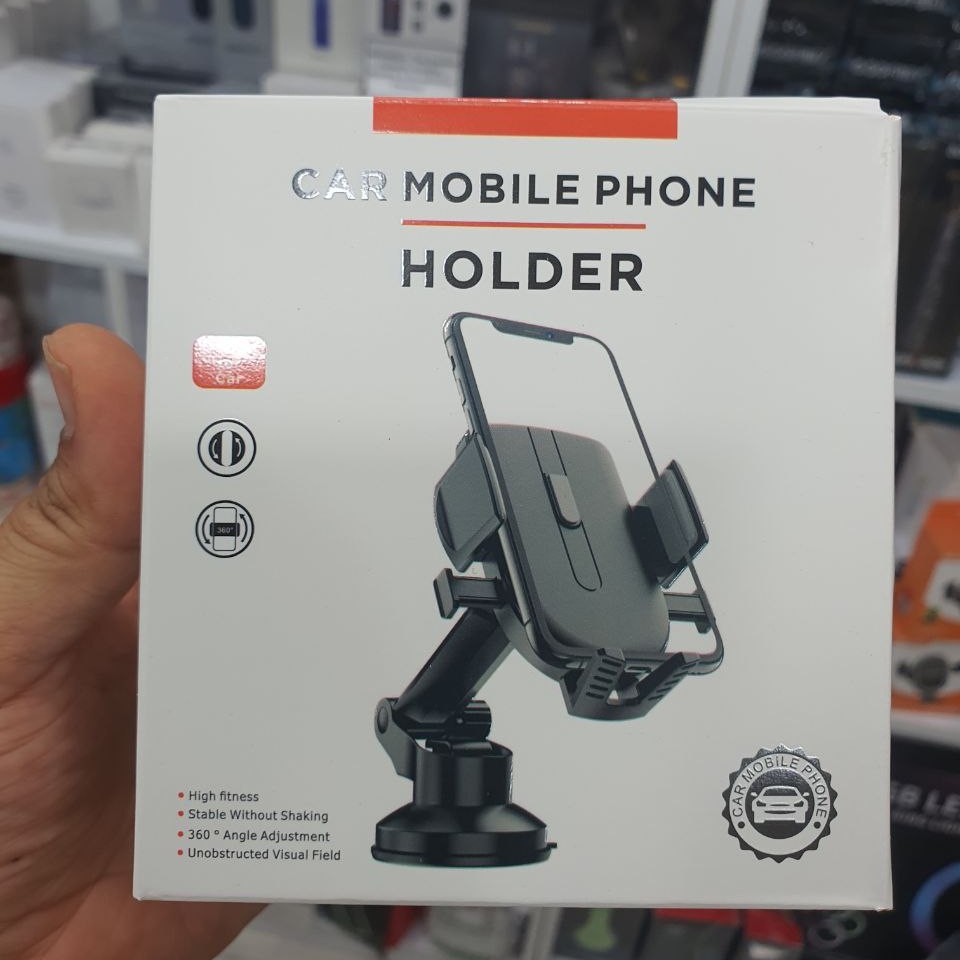 CAR MOBILE PHONE
HOLDER
Car
360°
• High fitness
• Stable Without Shaking
• 360 ° Angle Adjustment
• Unobstructed Visual Field
CAR MOBILE PHONE